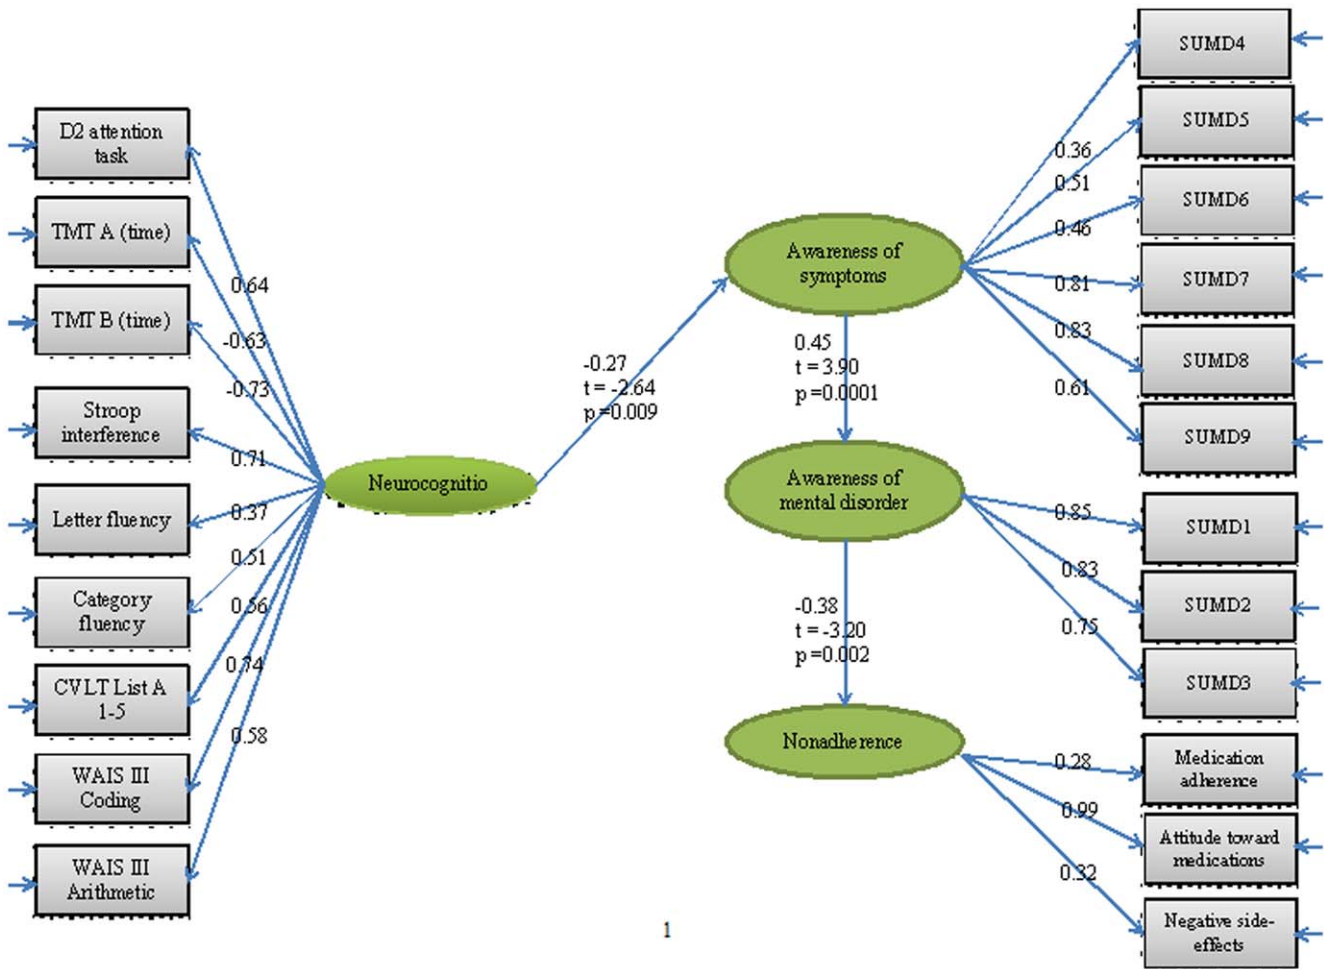 D2 attention
task
TMT A (time)
TMT B (time)
Stroop
interference
Letter fluency
Category
fluency
CVLT List A
1-5
WAIS III
Coding
WAIS III
Arithmetic
0.64
-0.63
-0.73
0.71
0.37
0.51
0.56
0.74
0.58
Neurocognitio
-0.27
t = -2.64
p =0.009
Awareness of
symptoms
0.45
t = 3.90
p=0.0001
Awareness of
mental disorder
-0.38
t = -3.20
p =0.002
Nonadherence
0.36
0.51
0.46
0.81
0.83
0.61
0.85
0.83
0.75
0.28
0.99
0.32
SUMD4
SUMD5
SUMD6
SUMD7
SUMD8
SUMD9
SUMD1
SUMD2
SUMD3
Medication
adherence
Attitude toward
medications
Negative side-
effects
1